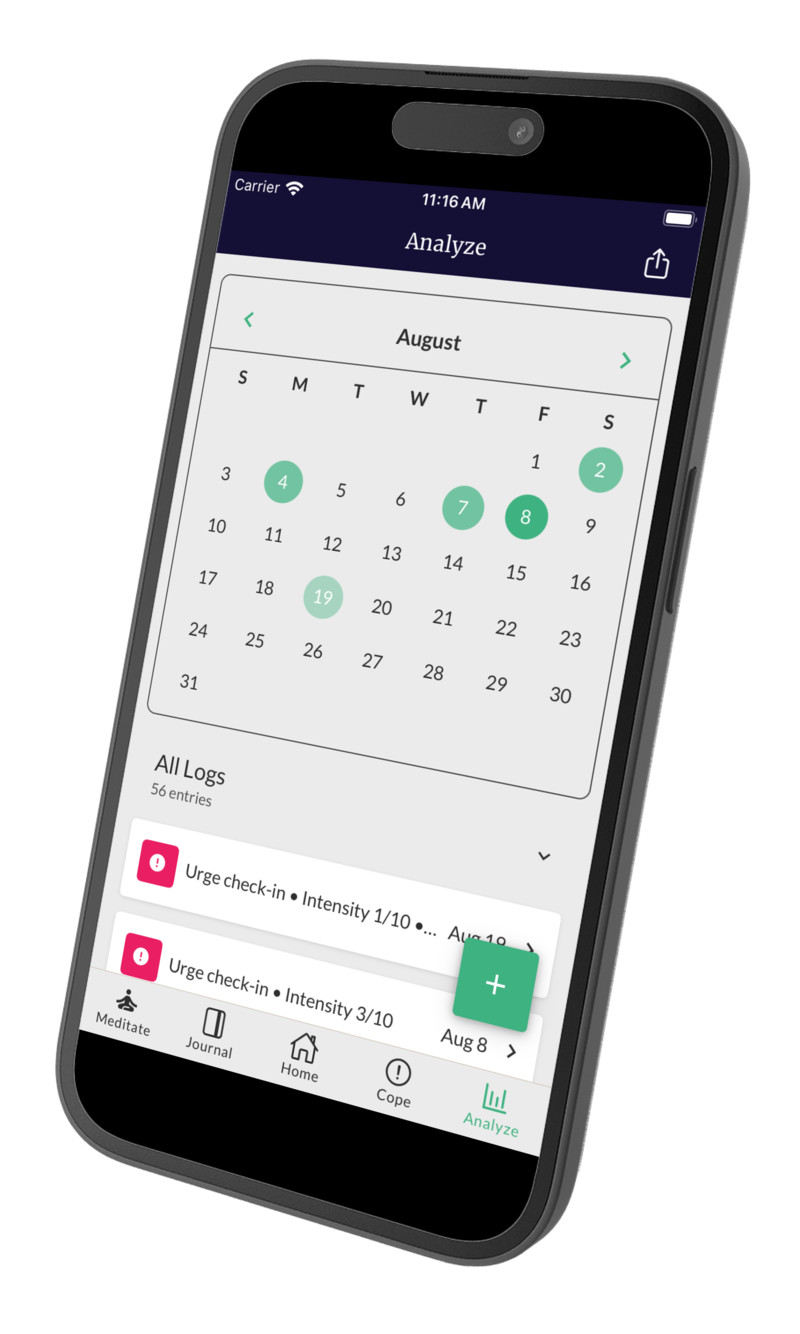 Carrier 11:16 AM
Analyze
August
S M T W T F S
1 2
3 4 5 6 7 8 9
10 11 12 13 14 15 16
17 18 19 20 21 22 23
24 25 26 27 28 29 30
31
All Logs
56 entries
Urge check-in • Intensity 1/10 •... Aug 19
Urge check-in • Intensity 3/10 Aug 8
+
Meditate Journal Home Cope Analyze